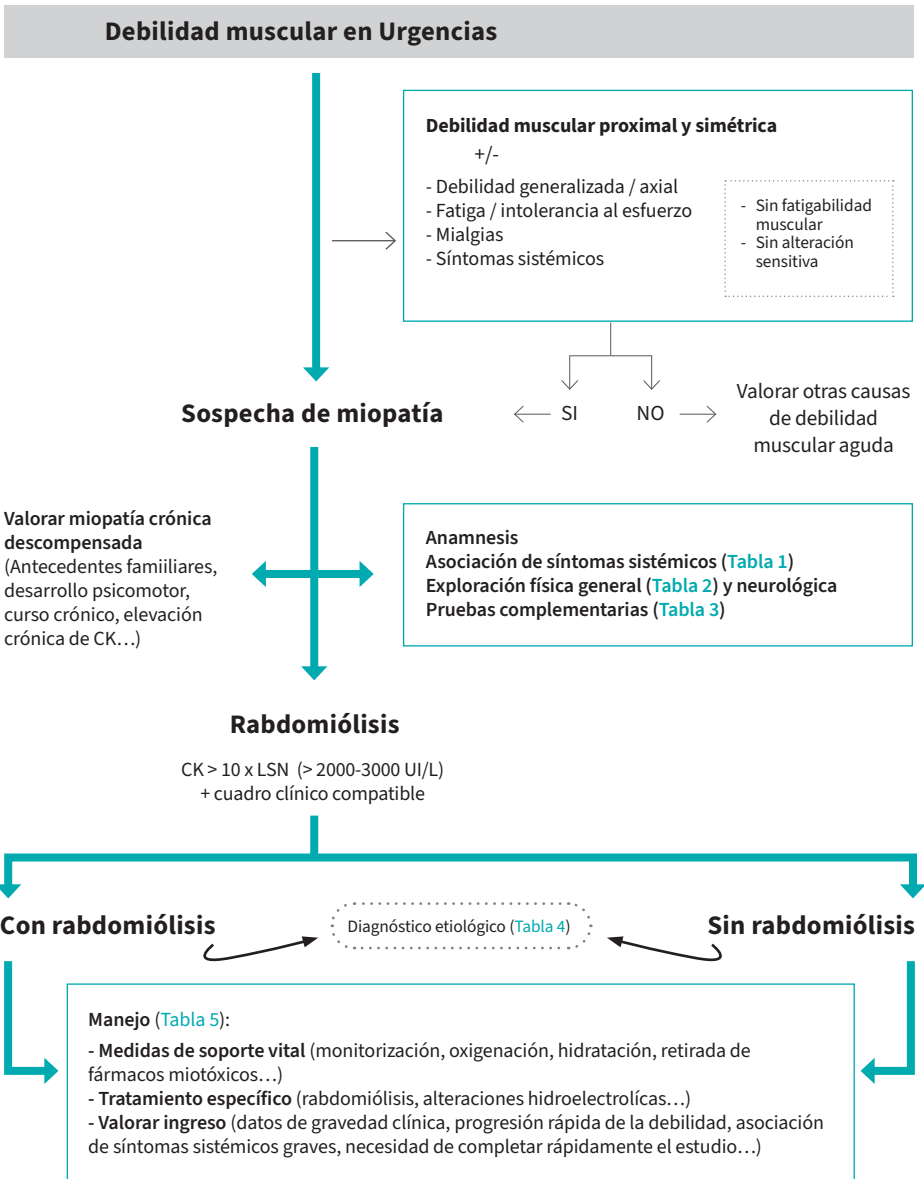 Debilidad muscular en Urgencias
Debilidad muscular proximal y simétrica
+/-
- Debilidad generalizada / axial
- Fatiga / intolerancia al esfuerzo
- Mialgias
- Síntomas sistémicos
- Sin fatigabilidad
muscular
- Sin alteración
sensitiva
Sospecha de miopatía
SI
NO
Valorar otras causas
de debilidad
muscular aguda
Valorar miopatía crónica
descompensada
(Antecedentes famiiliares,
desarrollo psicomotor,
curso crónico, elevación
crónica de CK…)
Anamnesis
Asociación de síntomas sistémicos (Tabla 1)
Exploración física general (Tabla 2) y neurológica
Pruebas complementarias (Tabla 3)
Rabdomiólisis
CK > 10 x LSN (> 2000-3000 UI/L)
+ cuadro clínico compatible
Con rabdomiólisis
Diagnóstico etiológico (Tabla 4)
Sin rabdomiólisis
Manejo (Tabla 5):
- Medidas de soporte vital (monitorización, oxigenación, hidratación, retirada de
fármacos miotóxicos…)
- Tratamiento específico (rabdomiólisis, alteraciones hidroelectrolícas…)
- Valorar ingreso (datos de gravedad clínica, progresión rápida de la debilidad, asociación
de síntomas sistémicos graves, necesidad de completar rápidamente el estudio…)